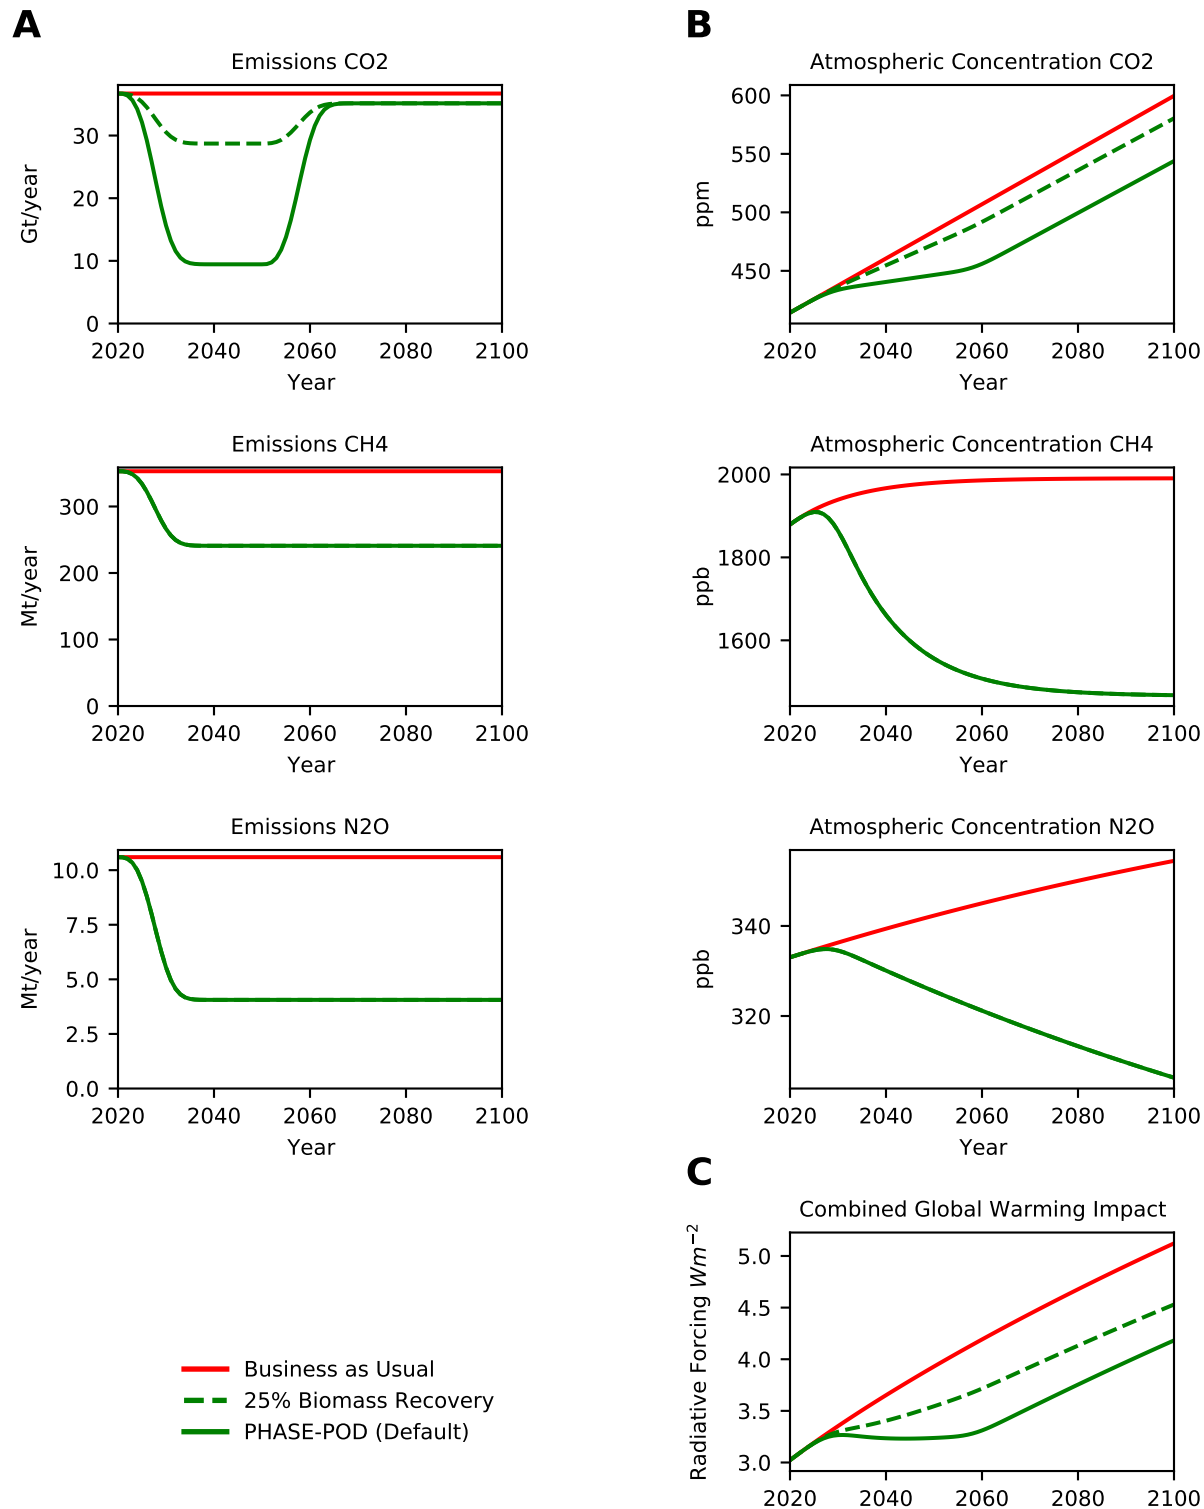 A
Emissions CO2
Gt/year
30
20
10
0
2020 2040 2060 2080 2100
Year
B
Atmospheric Concentration CO2
ppm
600
550
500
450
2020 2040 2060 2080 2100
Year
Emissions CH4
Mt/year
300
200
100
0
2020 2040 2060 2080 2100
Year
Atmospheric Concentration CH4
ppb
2000
1800
1600
2020 2040 2060 2080 2100
Year
Emissions N2O
Mt/year
10.0
7.5
5.0
2.5
0.0
2020 2040 2060 2080 2100
Year
Atmospheric Concentration N2O
ppb
340
320
2020 2040 2060 2080 2100
Year
C
Combined Global Warming Impact
Radiative Forcing Wm⁻²
5.0
4.5
4.0
3.5
3.0
2020 2040 2060 2080 2100
Business as Usual
25% Biomass Recovery
PHASE-POD (Default)